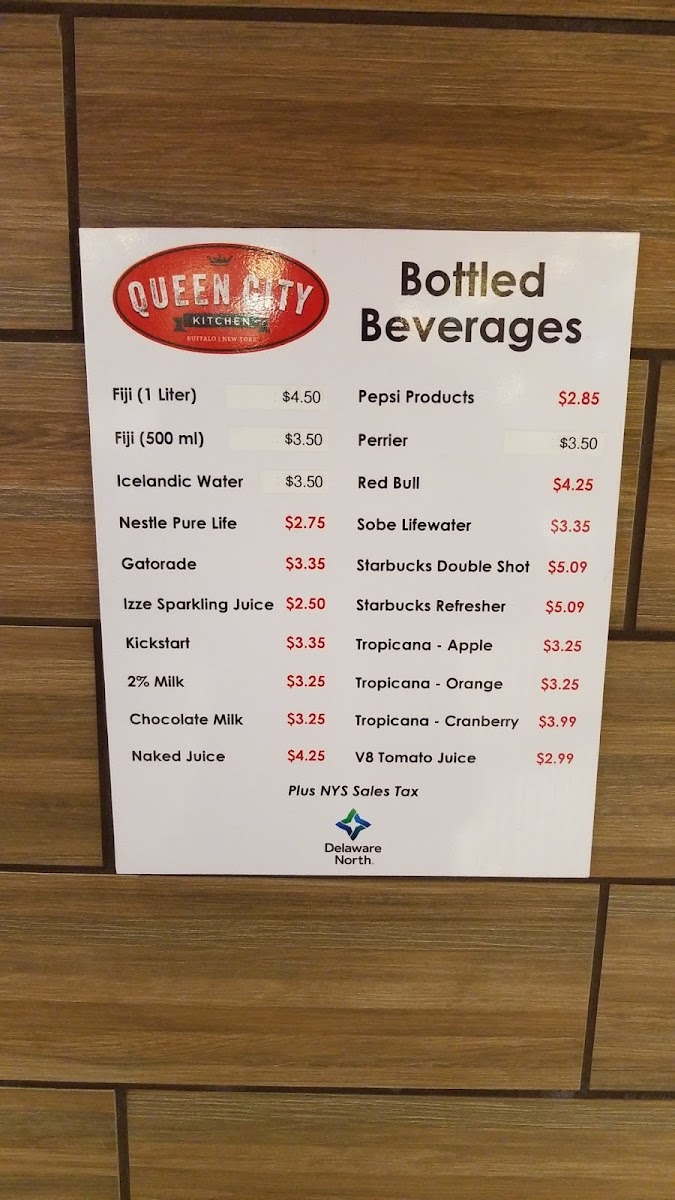 QUEEN CITY
KITCHEN
BUFFALO | NEW YORK
Bottled
Beverages
Fiji (1 Liter) $4.50
Fiji (500 ml) $3.50
Icelandic Water $3.50
Nestle Pure Life $2.75
Gatorade $3.35
Izze Sparkling Juice $2.50
Kickstart $3.35
2% Milk $3.25
Chocolate Milk $3.25
Naked Juice $4.25
Pepsi Products $2.85
Perrier $3.50
Red Bull $4.25
Sobe Lifewater $3.35
Starbucks Double Shot $5.09
Starbucks Refresher $5.09
Tropicana - Apple $3.25
Tropicana - Orange $3.25
Tropicana - Cranberry $3.99
V8 Tomato Juice $2.99
Plus NYS Sales Tax
Delaware
North.